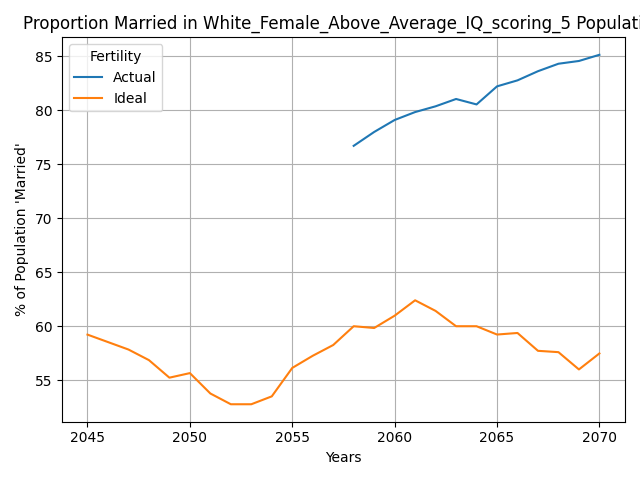 Proportion Married in White_Female_Above_Average_IQ_scoring_5 Populati
Fertility
Actual
Ideal
% of Population 'Married'
85
80
75
70
65
60
55
2045 2050 2055 2060 2065 2070
Years